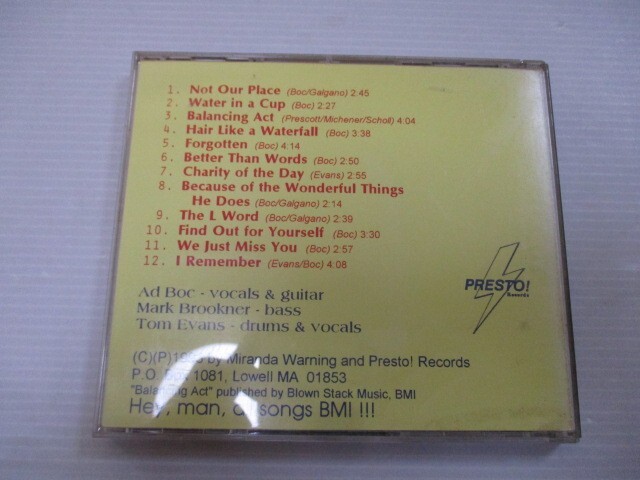 1. Not Our Place (Boc/Galgano) 2:45
2. Water in a Cup (Boc) 2:27
3. Balancing Act (Prescott/Michener/Scholl) 4:04
4. Hair Like a Waterfall (Boc) 3:38
5. Forgotten (Boc) 4:14
6. Better Than Words (Boc) 2:50
7. Charity of the Day (Evans) 2:55
8. Because of the Wonderful Things
He Does (Boc/Galgano) 2:14
9. The L Word (Boc/Galgano) 2:39
10. Find Out for Yourself (Boc) 3:30
11. We Just Miss You (Boc) 2:57
12. I Remember (Evans/Boc) 4:08
PRESTO!
Records
Ad Boc - vocals & guitar
Mark Brookner - bass
Tom Evans - drums & vocals
(C)(P) by Miranda Warning and Presto! Records
P.O. Box 1081, Lowell MA 01853
"Balancing Act" published by Blown Stack Music, BMI
Hey, man, songs BMI !!!